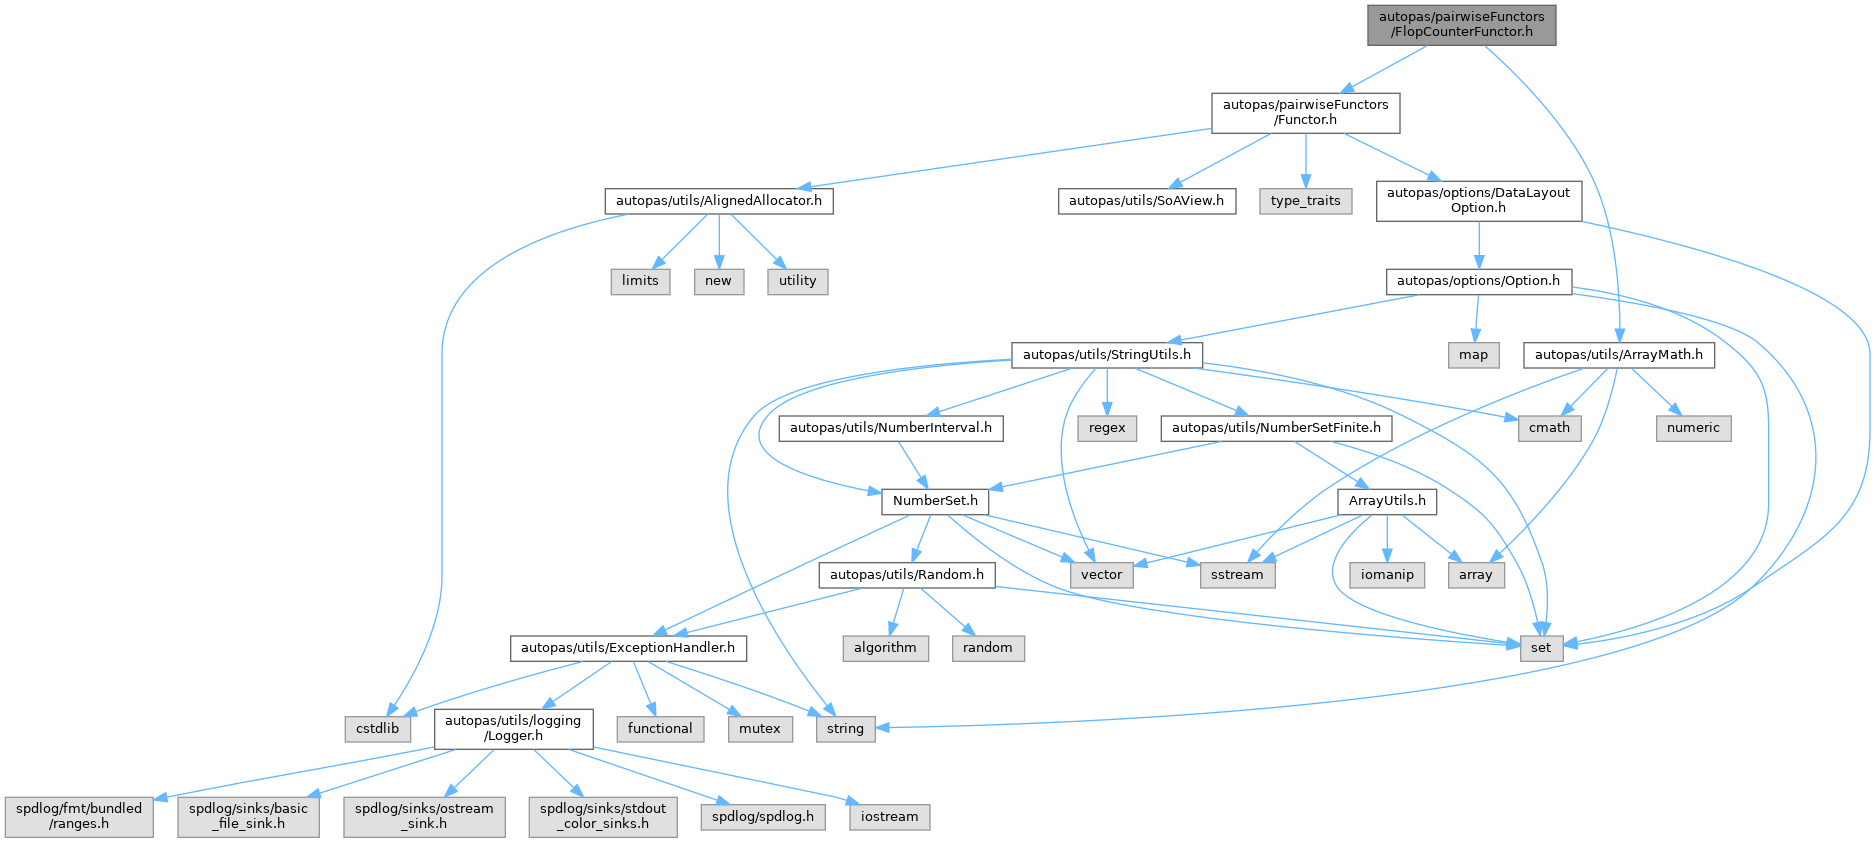 autopas/pairwiseFunctors
/FlopCounterFunctor.h
autopas/pairwiseFunctors
/Functor.h
autopas/utils/AlignedAllocator.h
autopas/utils/SoAView.h
type_traits
autopas/options/DataLayout
Option.h
limits
new
utility
autopas/options/Option.h
autopas/utils/StringUtils.h
map
autopas/utils/ArrayMath.h
autopas/utils/NumberInterval.h
regex
autopas/utils/NumberSetFinite.h
cmath
numeric
NumberSet.h
ArrayUtils.h
autopas/utils/Random.h
vector
sstream
iomanip
array
autopas/utils/ExceptionHandler.h
algorithm
random
set
cstdlib
autopas/utils/logging
/Logger.h
functional
mutex
string
spdlog/fmt/bundled
/ranges.h
spdlog/sinks/basic
_file_sink.h
spdlog/sinks/ostream
_sink.h
spdlog/sinks/stdout
_color_sinks.h
spdlog/spdlog.h
iostream